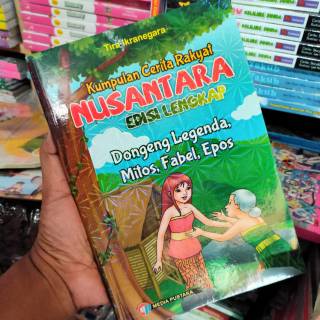 Tira Ikranegara
Kumpulan Cerita Rakyat
NUSANTARA
EDISI LENGKAP
Dongeng Legenda,
Mitos, Fabel, Epos
MEDIA PUSTAKA